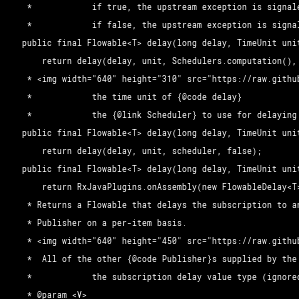 *          if true, the upstream exception is signale
*          if false, the upstream exception is signa
public final Flowable<T> delay(long delay, TimeUnit unit
return delay(delay, unit, Schedulers.computation(),
* <img width="640" height="310" src="https://raw.githu
*          the time unit of {@code delay}
*          the {@link Scheduler} to use for delaying
public final Flowable<T> delay(long delay, TimeUnit unit
return delay(delay, unit, scheduler, false);
public final Flowable<T> delay(long delay, TimeUnit unit
return RxJavaPlugins.onAssembly(new FlowableDelay<T>
* Returns a Flowable that delays the subscription to an
* Publisher on a per-item basis.
* <img width="640" height="450" src="https://raw.githu
*  All of the other {@code Publisher}s supplied by the
*          the subscription delay value type (ignored
* @param <V>